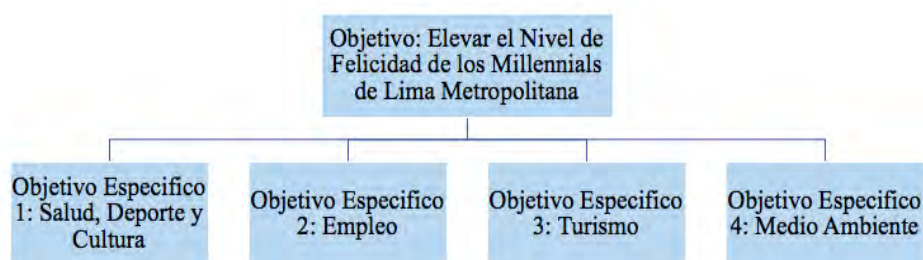 Objetivo: Elevar el Nivel de
Felicidad de los Millennials
de Lima Metropolitana
Objetivo Especifico
1: Salud, Deporte y
Cultura
Objetivo Especifico
2: Empleo
Objetivo Especifico
3: Turismo
Objetivo Especifico
4: Medio Ambiente